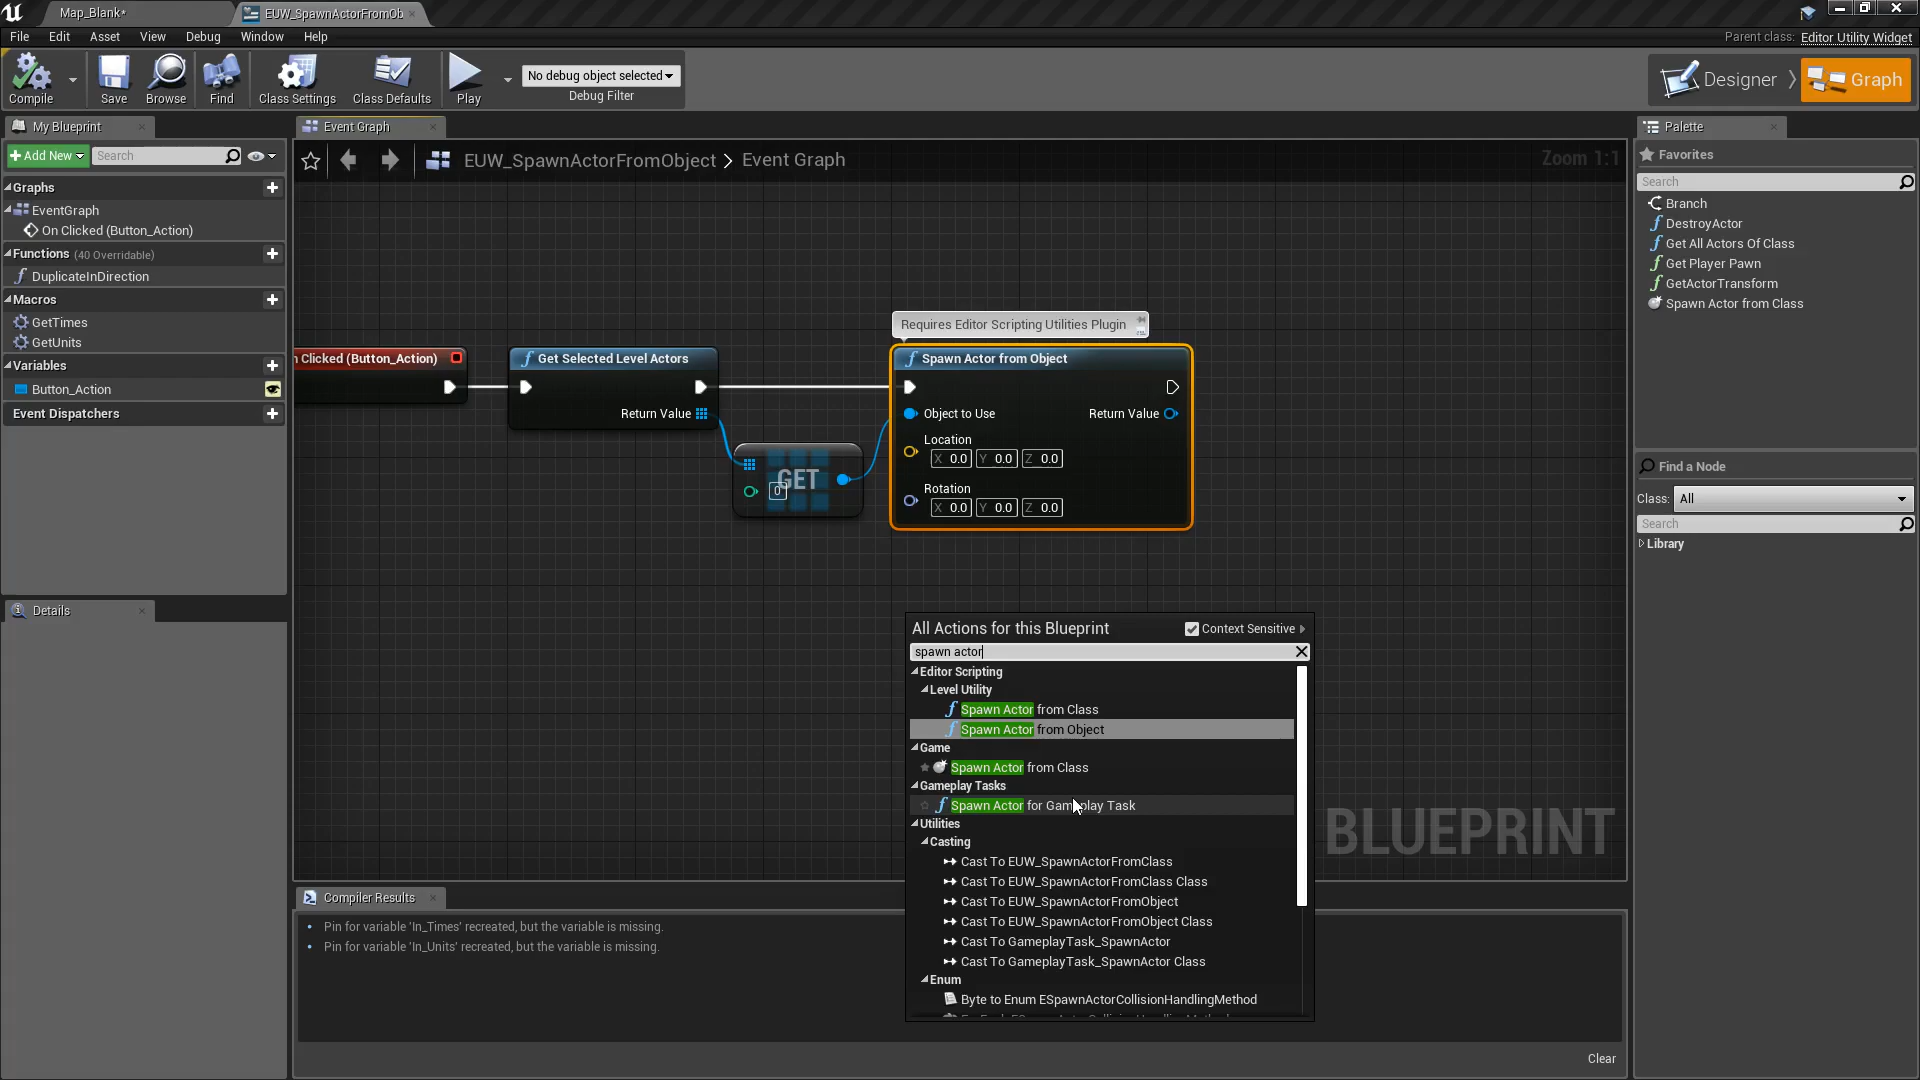 Map_Blank*
EUW_SpawnActorFromOb
File Edit Asset View Debug Window Help
Parent class: Editor Utility Widget
Compile
Save
Browse
Find
Class Settings
Class Defaults
Play
No debug object selected
Debug Filter
Designer
Graph
My Blueprint
Add New
Search
Graphs
EventGraph
On Clicked (Button_Action)
Functions (40 Overridable)
DuplicateInDirection
Macros
GetTimes
GetUnits
Variables
Button_Action
Event Dispatchers
Details
Event Graph
EUW_SpawnActorFromObject > Event Graph
Zoom 1:1
n Clicked (Button_Action)
Get Selected Level Actors
Return Value
GET
0
Requires Editor Scripting Utilities Plugin
Spawn Actor from Object
Object to Use
Return Value
Location
X 0.0 Y 0.0 Z 0.0
Rotation
X 0.0 Y 0.0 Z 0.0
All Actions for this Blueprint
Context Sensitive
spawn actor
Editor Scripting
Level Utility
Spawn Actor from Class
Spawn Actor from Object
Game
Spawn Actor from Class
Gameplay Tasks
Spawn Actor for Gameplay Task
Utilities
Casting
Cast To EUW_SpawnActorFromClass
Cast To EUW_SpawnActorFromClass Class
Cast To EUW_SpawnActorFromObject
Cast To EUW_SpawnActorFromObject Class
Cast To GameplayTask_SpawnActor
Cast To GameplayTask_SpawnActor Class
Enum
Byte to Enum ESpawnActorCollisionHandlingMethod
BLUEPRINT
Compiler Results
Pin for variable 'In_Times' recreated, but the variable is missing.
Pin for variable 'In_Units' recreated, but the variable is missing.
Clear
Palette
Favorites
Search
Branch
DestroyActor
Get All Actors Of Class
Get Player Pawn
GetActorTransform
Spawn Actor from Class
Find a Node
Class: All
Search
Library